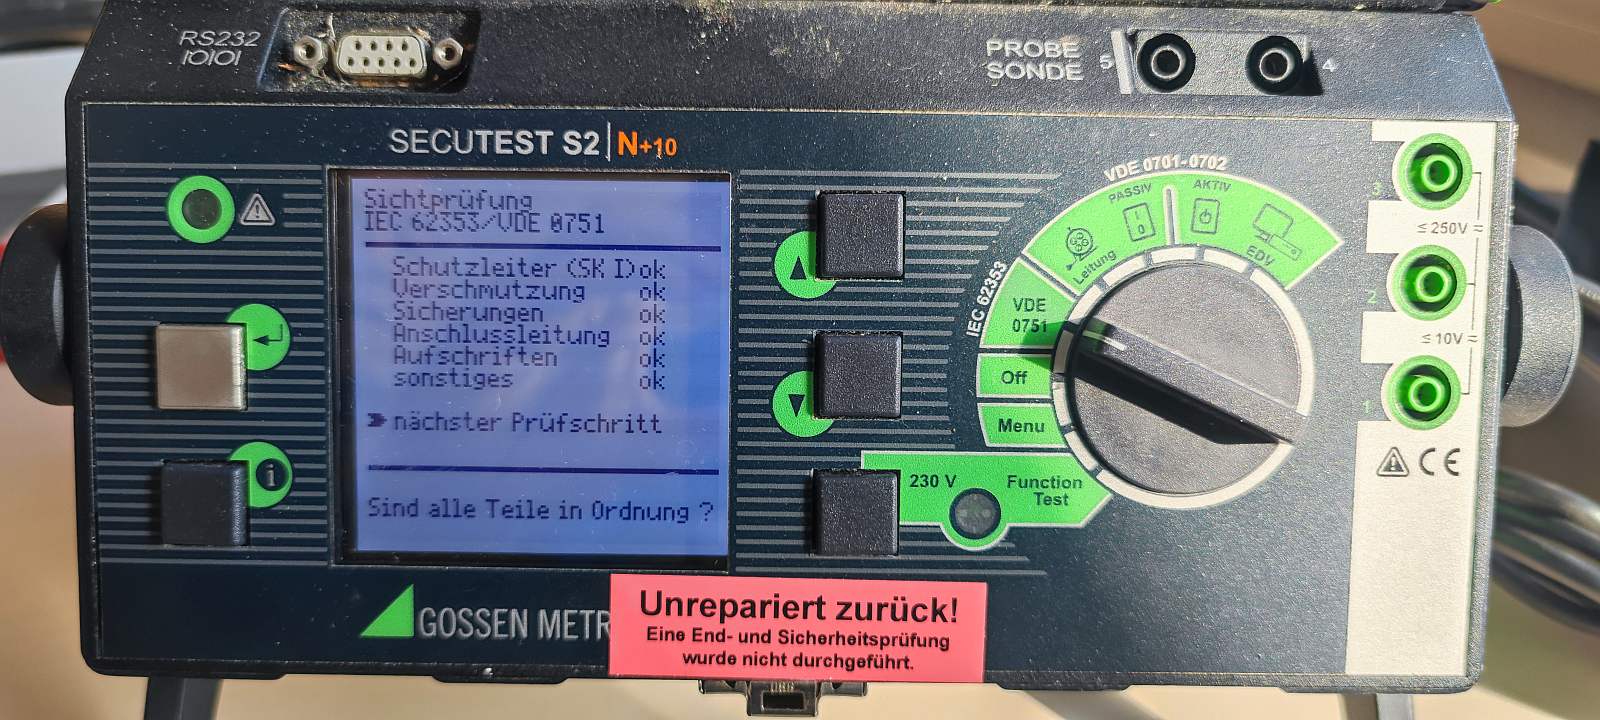 RS232
10101
PROBE
SONDE
5
4
SECUTEST S2 | N+10
Sichtprüfung
IEC 62353/VDE 0751
Schutzleiter (SK I) ok
Verschmutzung ok
Sicherungen ok
Anschlussleitung ok
Aufschriften ok
sonstiges ok
nächster Prüfschritt
Sind alle Teile in Ordnung ?
i
VDE 0701-0702
PASSIV
AKTIV
Leitung
EDV
IEC 62353
VDE
0751
Off
Menu
230 V
Function
Test
3
≤ 250V
2
≤ 10V
1
CE
GOSSEN METR
Unrepariert zurück!
Eine End- und Sicherheitsprüfung
wurde nicht durchgeführt.